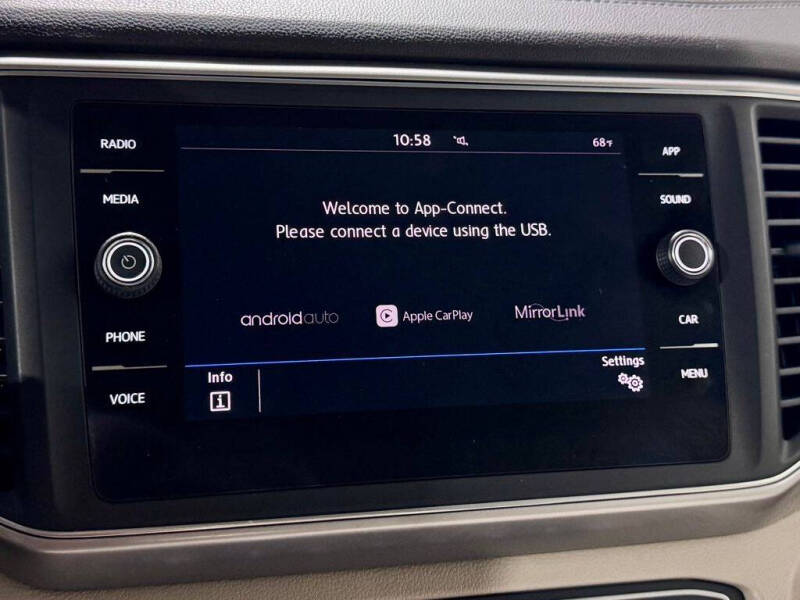 RADIO
MEDIA
PHONE
VOICE
10:58 68°F
Welcome to App-Connect.
Please connect a device using the USB.
androidauto Apple CarPlay MirrorLink
Info Settings
i
APP
SOUND
CAR
MENU